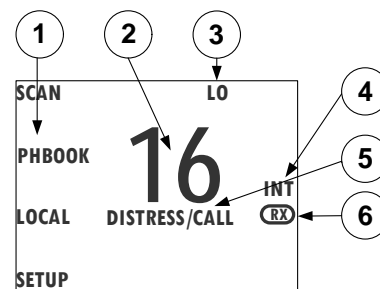 1 2 3
SCAN LO
4
16
PHBOOK
5
INT
LOCAL DISTRESS/CALL RX
6
SETUP